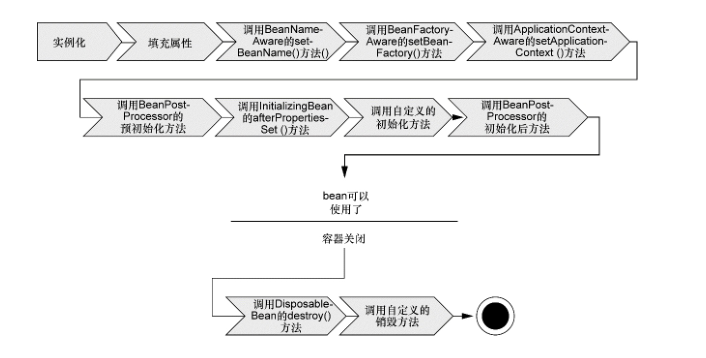 实例化
填充属性
调用BeanName-
Aware的set-
BeanName()方法()
调用BeanFactory-
Aware的setBean-
Factory()方法
调用ApplicationContext-
Aware的setApplication-
Context ()方法
调用BeanPost-
Processor的
预初始化方法
调用InitializingBean
的afterProperties-
Set ()方法
调用自定义的
初始化方法
调用BeanPost-
Processor的
初始化后方法
bean可以
使用了
容器关闭
调用Disposable-
Bean的destroy()
方法
调用自定义的
销毁方法